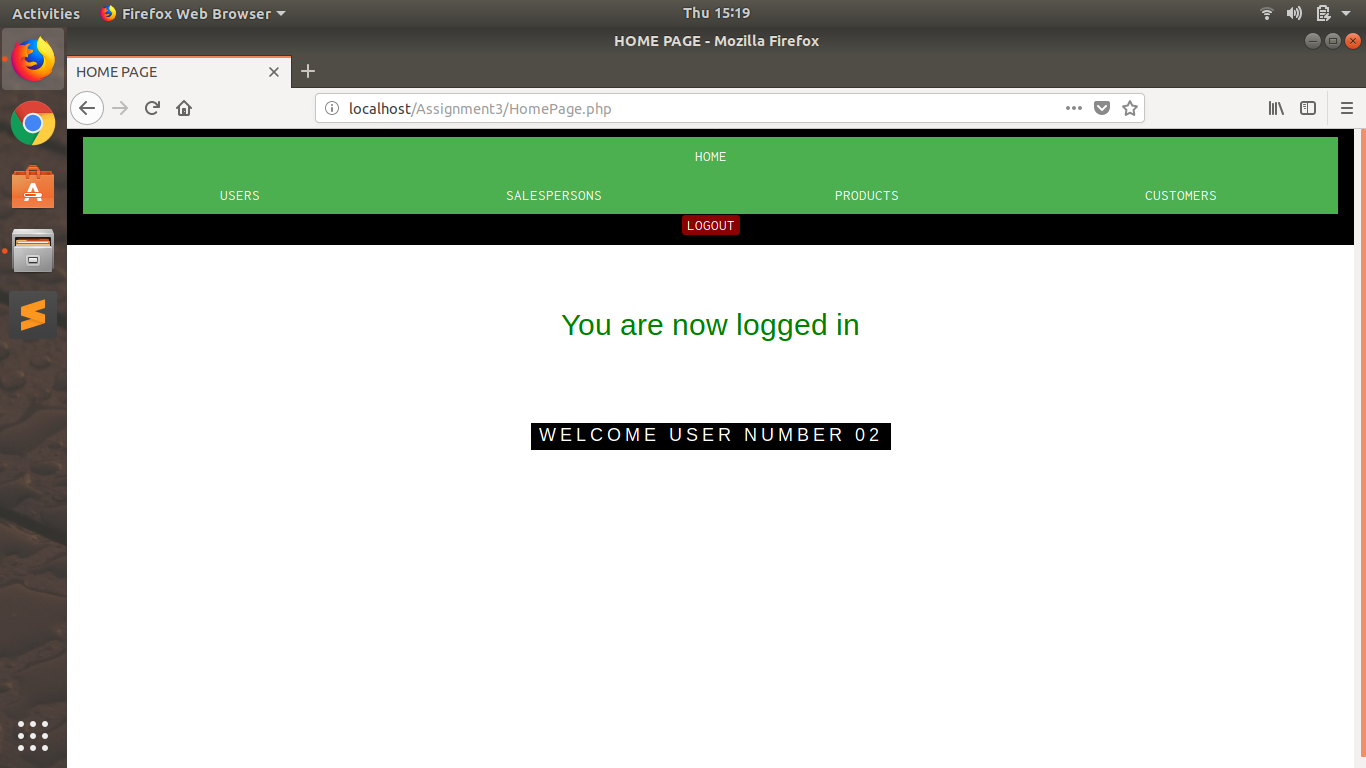 Activities Firefox Web Browser Thu 15:19
HOME PAGE - Mozilla Firefox
HOME PAGE
localhost/Assignment3/HomePage.php
HOME
USERS SALESPERSONS PRODUCTS CUSTOMERS
LOGOUT
You are now logged in
WELCOME USER NUMBER 02